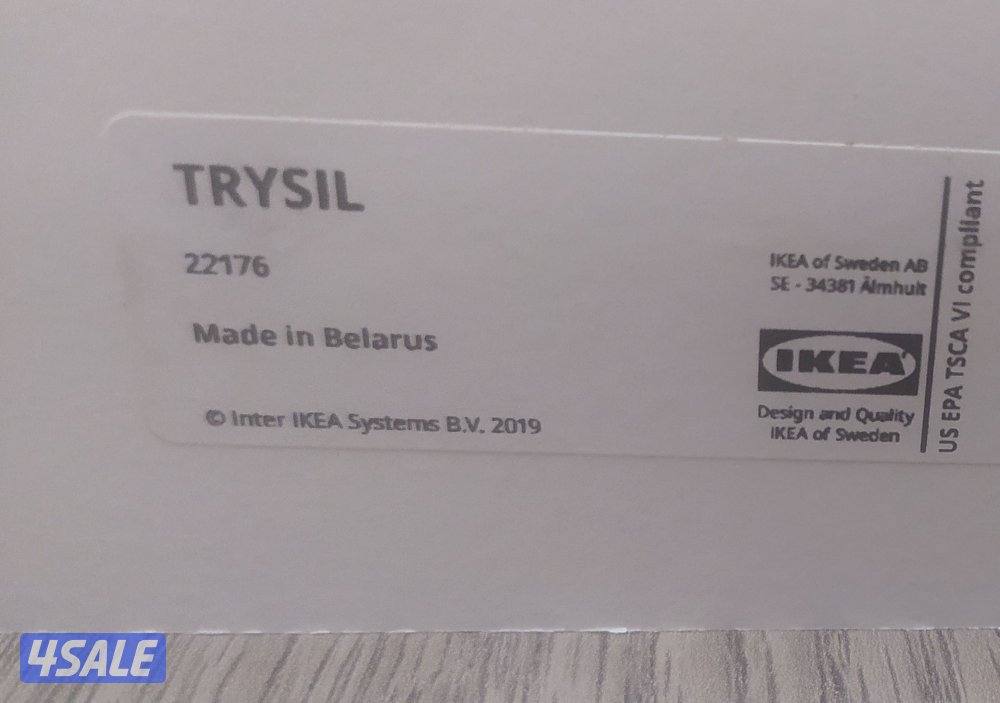 TRYSIL
22176
Made in Belarus
© Inter IKEA Systems B.V. 2019
IKEA of Sweden AB
SE - 34381 Älmhult
IKEA
Design and Quality
IKEA of Sweden
US EPA TSCA VI compliant
4SALE